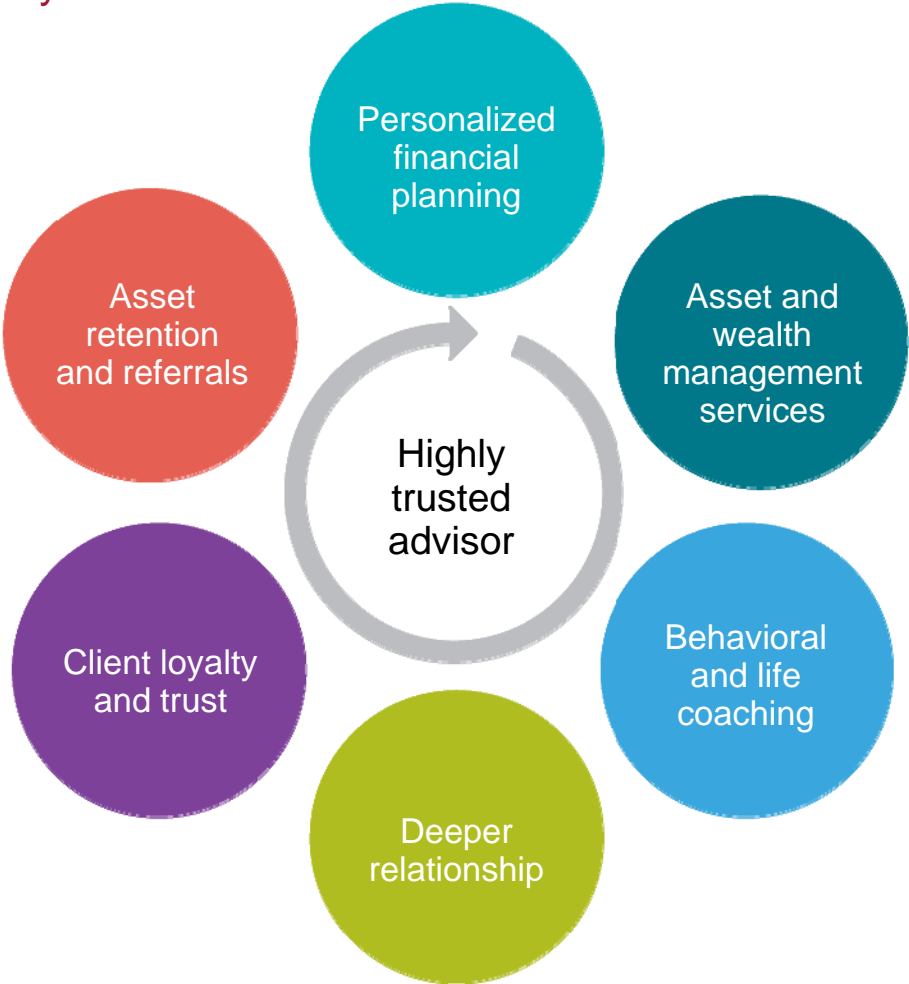 Personalized
financial
planning
Asset and
wealth
management
services
Behavioral
and life
coaching
Deeper
relationship
Client loyalty
and trust
Asset
retention
and referrals
Highly
trusted
advisor